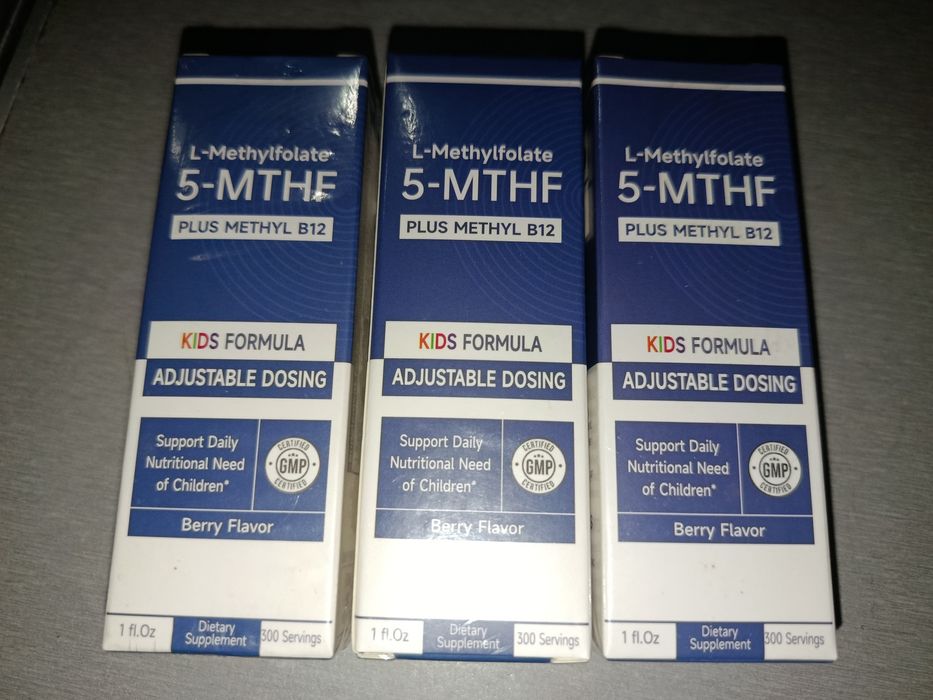 L-Methylfolate
5-MTHF
PLUS METHYL B12
KIDS FORMULA
ADJUSTABLE DOSING
Support Daily
Nutritional Need
of Children*
CERTIFIED
GMP
CERTIFIED
Berry Flavor
1 fl.Oz
Dietary
Supplement
300 Servings
L-Methylfolate
5-MTHF
PLUS METHYL B12
KIDS FORMULA
ADJUSTABLE DOSING
Support Daily
Nutritional Need
of Children*
CERTIFIED
GMP
CERTIFIED
Berry Flavor
1 fl.Oz
Dietary
Supplement
300 Servings
L-Methylfolate
5-MTHF
PLUS METHYL B12
KIDS FORMULA
ADJUSTABLE DOSING
Support Daily
Nutritional Need
of Children*
CERTIFIED
GMP
CERTIFIED
Berry Flavor
1 fl.Oz
Dietary
Supplement
300 Servings